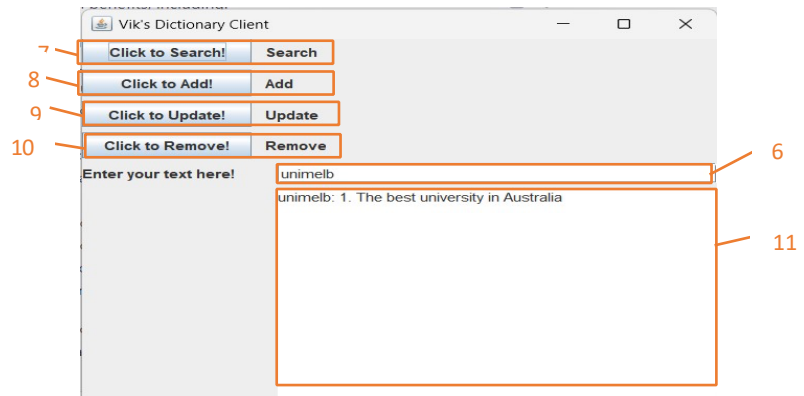 Vik's Dictionary Client
7 Click to Search! Search
8 Click to Add! Add
9 Click to Update! Update
10 Click to Remove! Remove
Enter your text here! unimelb 6
unimelb: 1. The best university in Australia
11